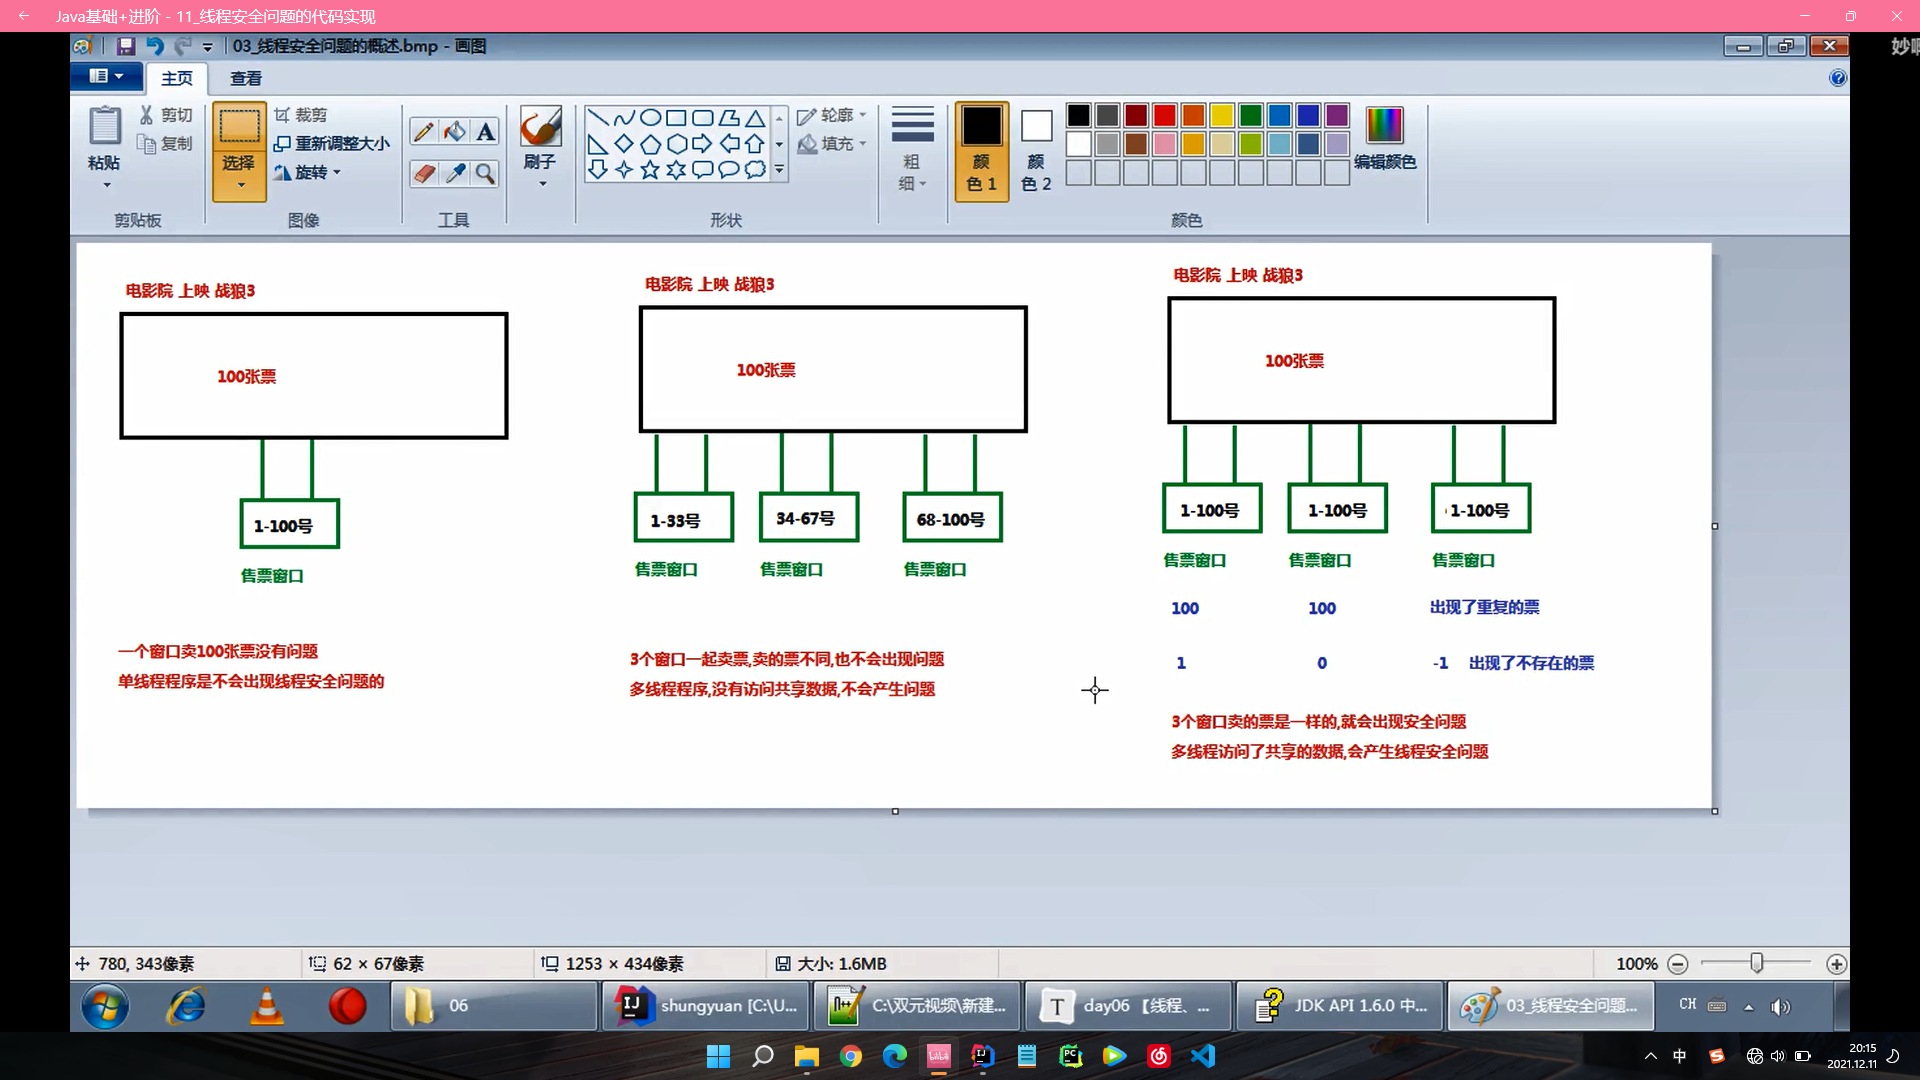 Java基础+进阶 - 11_线程安全问题的代码实现
妙啊
03_线程安全问题的概述.bmp - 画图
主页
查看
粘贴
剪切
复制
剪贴板
选择
裁剪
重新调整大小
旋转
图像
工具
刷子
形状
轮廓
填充
粗
细
颜
色 1
颜
色 2
编辑颜色
颜色
电影院 上映 战狼3
100张票
1-100号
售票窗口
一个窗口卖100张票没有问题
单线程程序是不会出现线程安全问题的
电影院 上映 战狼3
100张票
1-33号
34-67号
68-100号
售票窗口
售票窗口
售票窗口
3个窗口一起卖票,卖的票不同,也不会出现问题
多线程程序,没有访问共享数据,不会产生问题
电影院 上映 战狼3
100张票
1-100号
1-100号
1-100号
售票窗口
售票窗口
售票窗口
100 100 出现了重复的票
1 0 -1 出现了不存在的票
3个窗口卖的票是一样的,就会出现安全问题
多线程访问了共享的数据,会产生线程安全问题
780, 343像素
62 × 67像素
1253 × 434像素
大小: 1.6MB
100%
06
shungyuan [C:\U...
C:\双元视频\新建...
day06 【线程、...
JDK API 1.6.0 中...
03_线程安全问题...
CH
中
20:15
2021.12.11